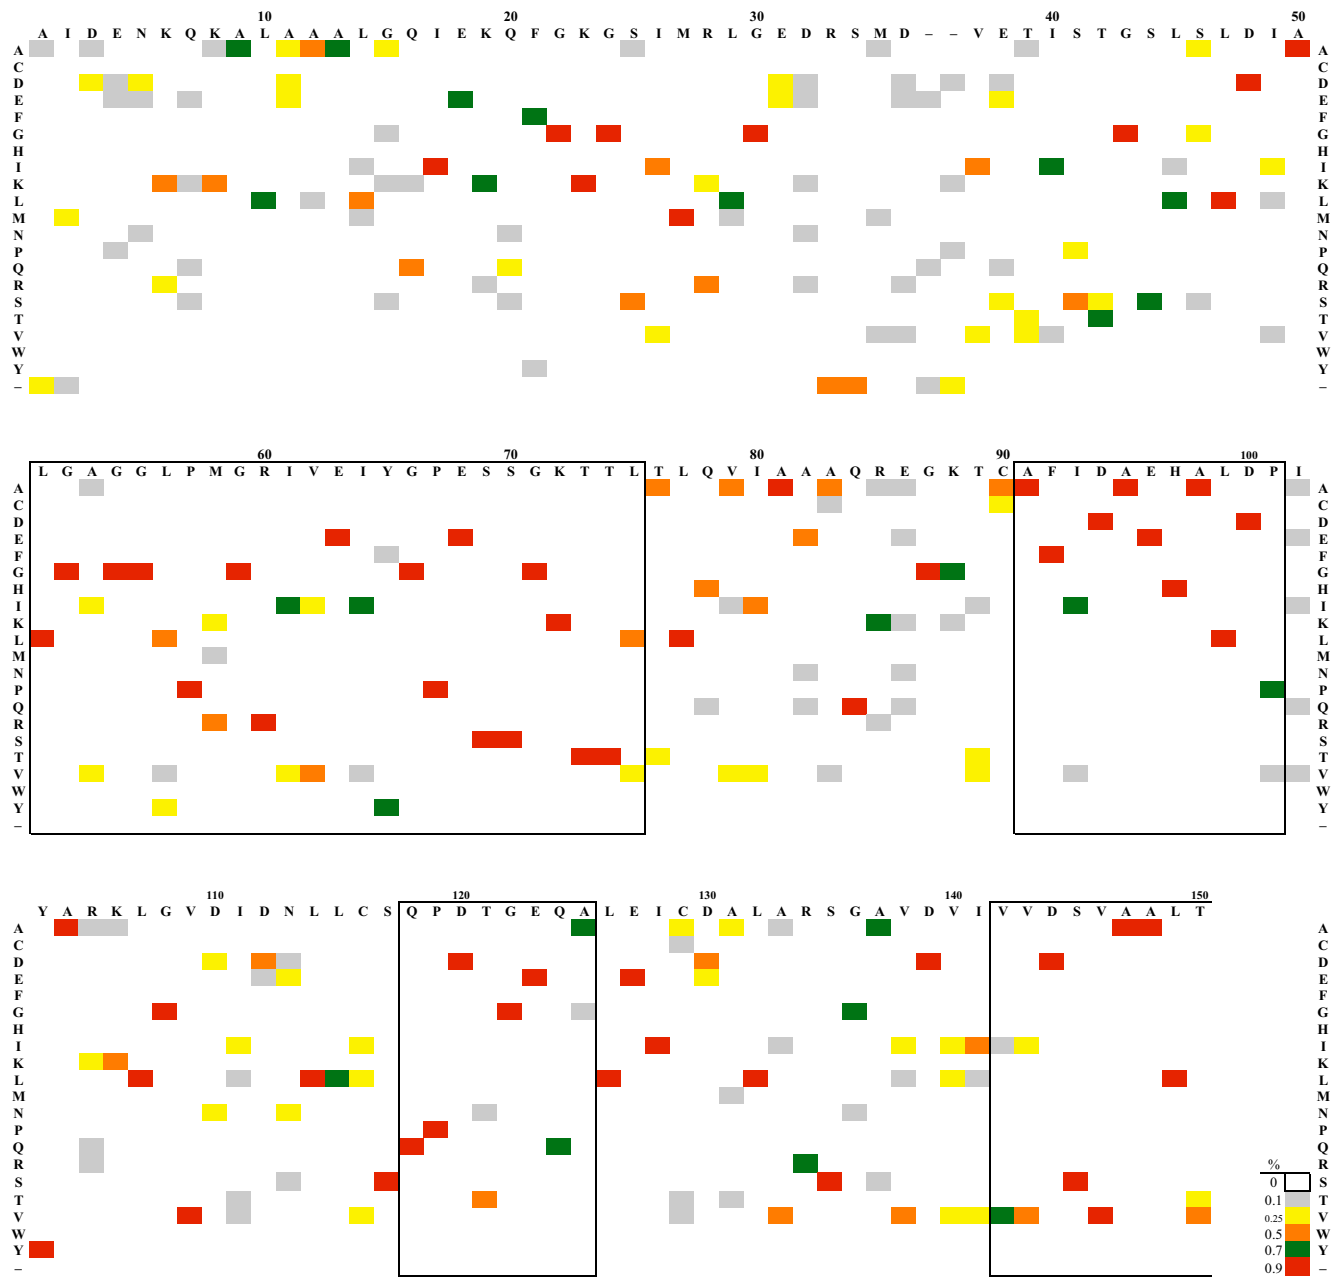 10 20 30 40 50
A I D E N K Q K A L A A A L G Q I E K Q F G K G S I M R L G E D R S M D - - V E T I S T G S L S L D I A
A A
C C
D D
E E
F F
G G
H H
I I
K K
L L
M M
N N
P P
Q Q
R R
S S
T T
V V
W W
Y Y
– –
60 70 80 90 100
L G A G G L P M G R I V E I Y G P E S S G K T T L T L Q V I A A A Q R E G K T C A F I D A E H A L D P I
A A
C C
D D
E E
F F
G G
H H
I I
K K
L L
M M
N N
P P
Q Q
R R
S S
T T
V V
W W
Y Y
– –
110 120 130 140 150
Y A R K L G V D I D N L L C S Q P D T G E Q A L E I C D A L A R S G A V D V I V V D S V A A L T
A A
C C
D D
E E
F F
G G
H H
I I
K K
L L
M M
N N
P P
Q Q
R % R
S 0 S
T 0.1 T
V 0.25 V
W 0.5 W
Y 0.7 Y
– 0.9 –